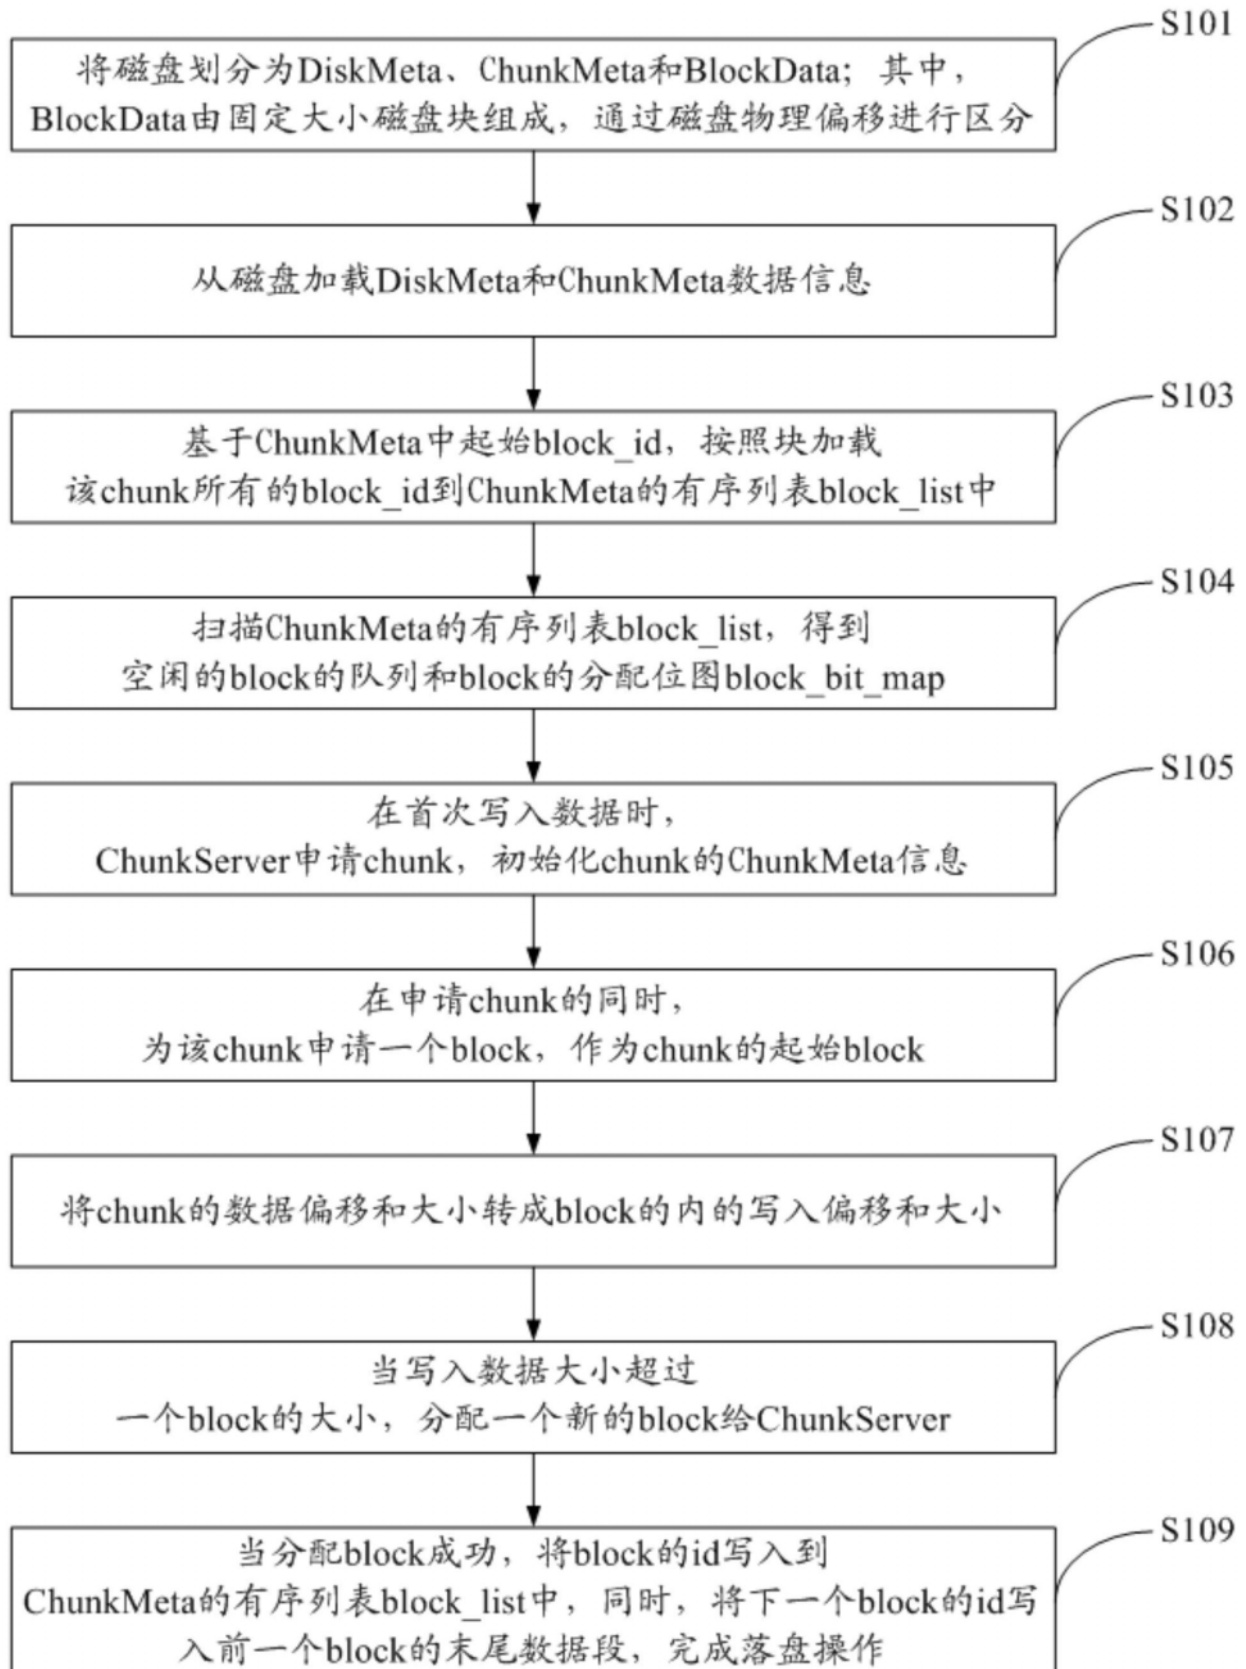 S101
将磁盘划分为DiskMeta、ChunkMeta和BlockData；其中，
BlockData由固定大小磁盘块组成，通过磁盘物理偏移进行区分
S102
从磁盘加载DiskMeta和ChunkMeta数据信息
S103
基于ChunkMeta中起始block_id，按照块加载
该chunk所有的block_id到ChunkMeta的有序列表block_list中
S104
扫描ChunkMeta的有序列表block_list，得到
空闲的block的队列和block的分配位图block_bit_map
S105
在首次写入数据时，
ChunkServer申请chunk，初始化chunk的ChunkMeta信息
S106
在申请chunk的同时，
为该chunk申请一个block，作为chunk的起始block
S107
将chunk的数据偏移和大小转成block的内的写入偏移和大小
S108
当写入数据大小超过
一个block的大小，分配一个新的block给ChunkServer
S109
当分配block成功，将block的id写入到
ChunkMeta的有序列表block_list中，同时，将下一个block的id写
入前一个block的末尾数据段，完成落盘操作